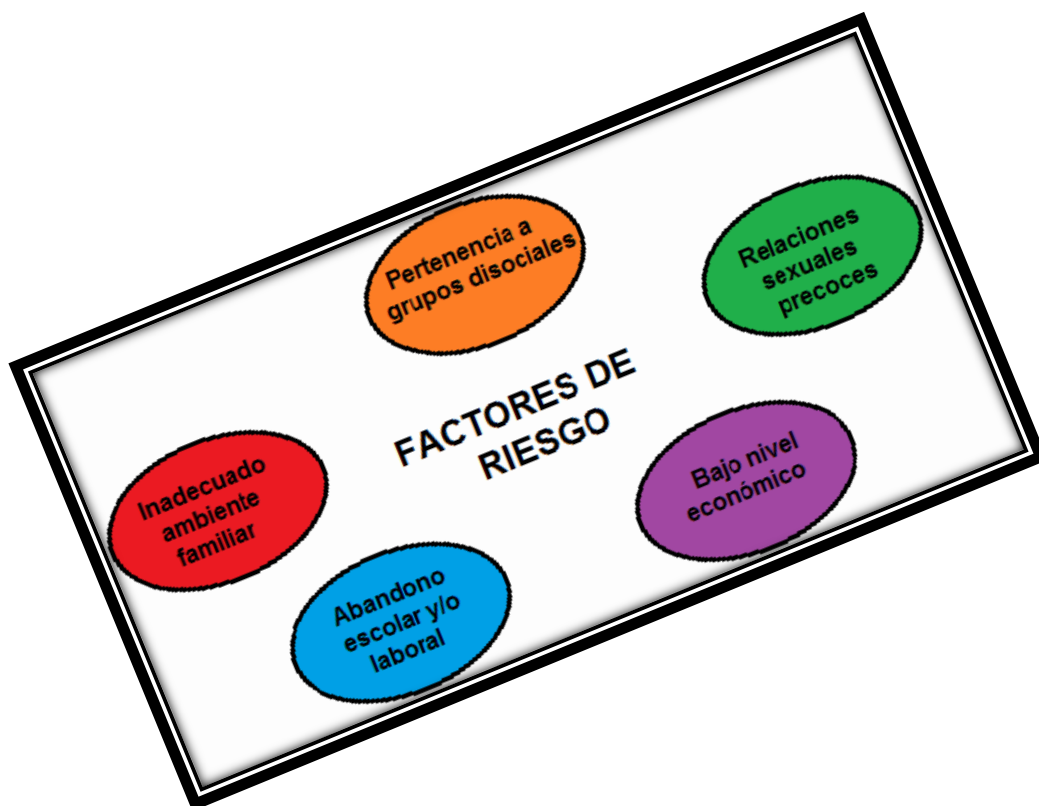 Pertenencia a
grupos disociales
Relaciones
sexuales
precoces
FACTORES DE
RIESGO
Inadecuado
ambiente
familiar
Bajo nivel
económico
Abandono
escolar y/o
laboral